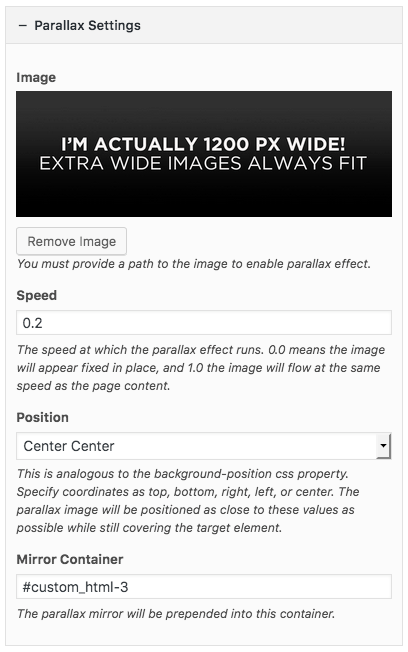 − Parallax Settings
Image
I'M ACTUALLY 1200 PX WIDE!
EXTRA WIDE IMAGES ALWAYS FIT
Remove Image
You must provide a path to the image to enable parallax effect.
Speed
0.2
The speed at which the parallax effect runs. 0.0 means the image
will appear fixed in place, and 1.0 the image will flow at the same
speed as the page content.
Position
Center Center
This is analogous to the background-position css property.
Specify coordinates as top, bottom, right, left, or center. The
parallax image will be positioned as close to these values as
possible while still covering the target element.
Mirror Container
#custom_html-3
The parallax mirror will be prepended into this container.